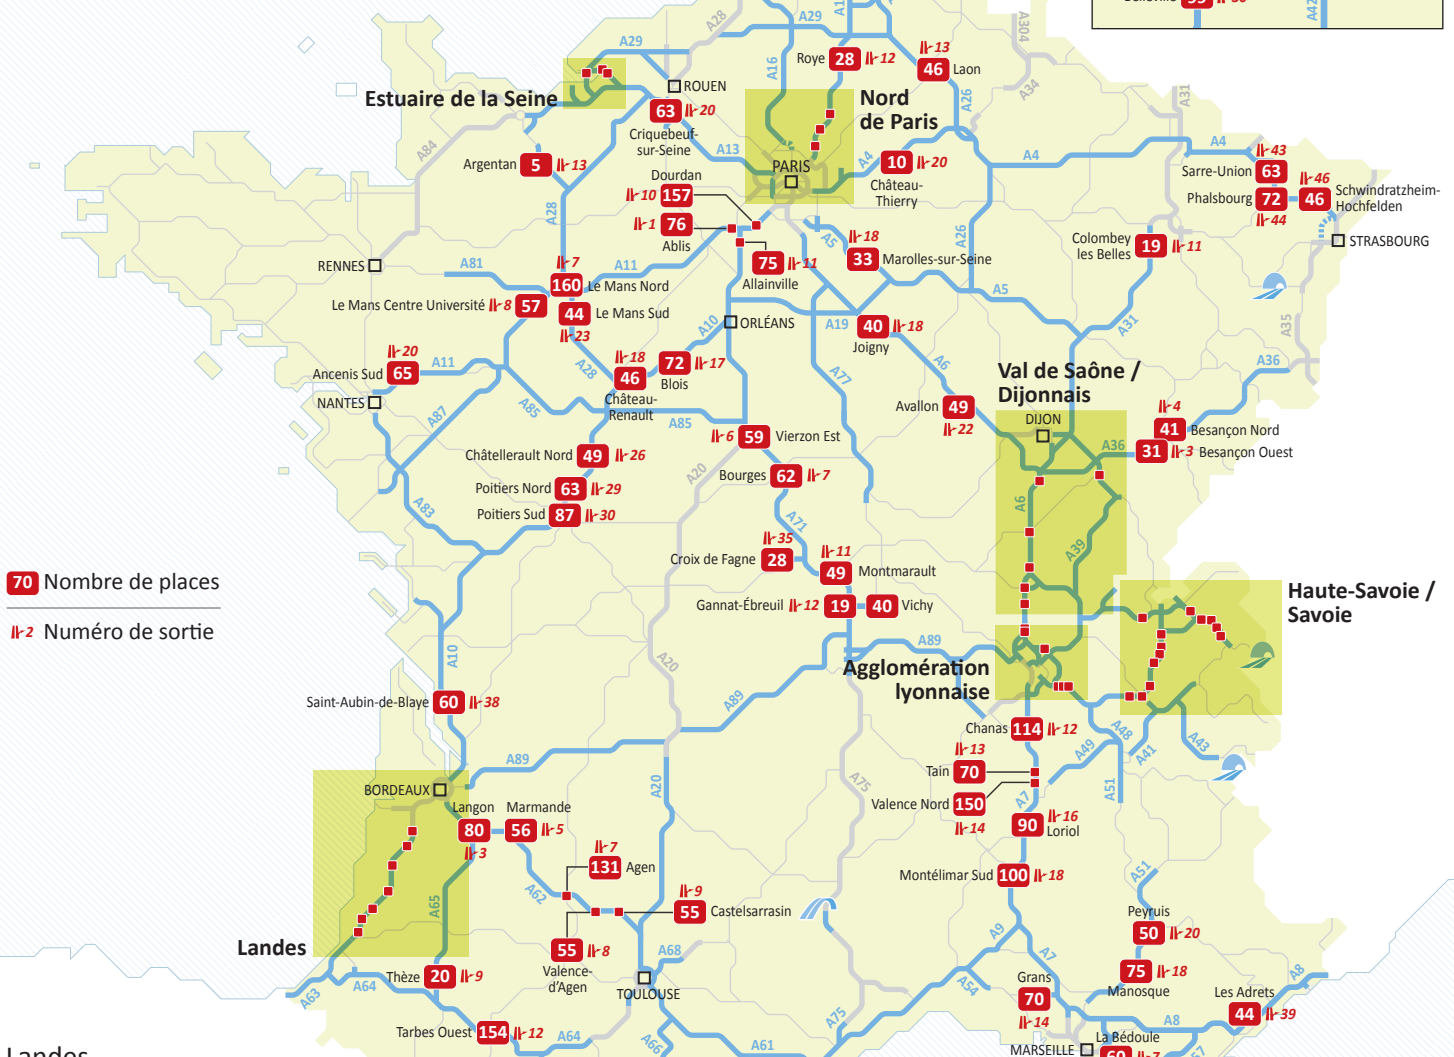 Belleville
A28
A29
A1
A304
A42
A29
A16
Roye 28 12
13
46 Laon
A34
A31
Estuaire de la Seine
ROUEN
63 20
Criquebeuf-
sur-Seine
Nord
de Paris
A26
A84
A13
A4
A4
A4
43
Argentan 5 13
Dourdan
10 157
PARIS
10 20
Château-
Thierry
Sarre-Union 63
46
Phalsbourg 72
44
46 Schwindratzheim-
Hochfelden
A28
1 76
Ablis
A5
18
33 Marolles-sur-Seine
A26
Colombey
les Belles 19 11
STRASBOURG
RENNES
A81
7
A11
160 Le Mans Nord
75 11
Allainville
A5
Le Mans Centre Université 8 57
44 Le Mans Sud
23
A10
ORLÉANS
A19
40 18
Joigny
A31
A35
20
Ancenis Sud 65
A11
A28
18
46
Château-
Renault
72 17
Blois
A77
A6
A36
Val de Saône /
Dijonnais
NANTES
A87
A85
A85
Avallon 49
22
DIJON
4
41 Besançon Nord
A36
31 3 Besançon Ouest
6 59 Vierzon Est
Châtellerault Nord 49 26
A20
Bourges 62 7
Poitiers Nord 63 29
Poitiers Sud 87 30
A83
A6
A71
35
Croix de Fagne 28
11
49 Montmarault
A39
70 Nombre de places
Gannat-Ébreuil 12 19
40 Vichy
Haute-Savoie /
Savoie
2 Numéro de sortie
A10
A20
A89
Agglomération
lyonnaise
Saint-Aubin-de-Blaye 60 38
A89
Chanas 114 12
A48
A49
A41
A43
A89
13
Tain 70
A20
A75
A51
BORDEAUX
Langon
80
3
Marmande
56 5
Valence Nord 150
14
A7
16
90
Loriol
7
131 Agen
A62
Montélimar Sud 100 18
A51
A65
9
55 Castelsarrasin
Peyruis
50 20
Landes
55 8
Valence-
d'Agen
A68
A9
A7
Thèze 20 9
TOULOUSE
75 18
Manosque
A63
A64
A54
Grans
70
14
Les Adrets
44 39
A8
Tarbes Ouest 154 12
A64
A66
A61
A75
A8
La Bédoule
MARSEILLE
A57
Landes